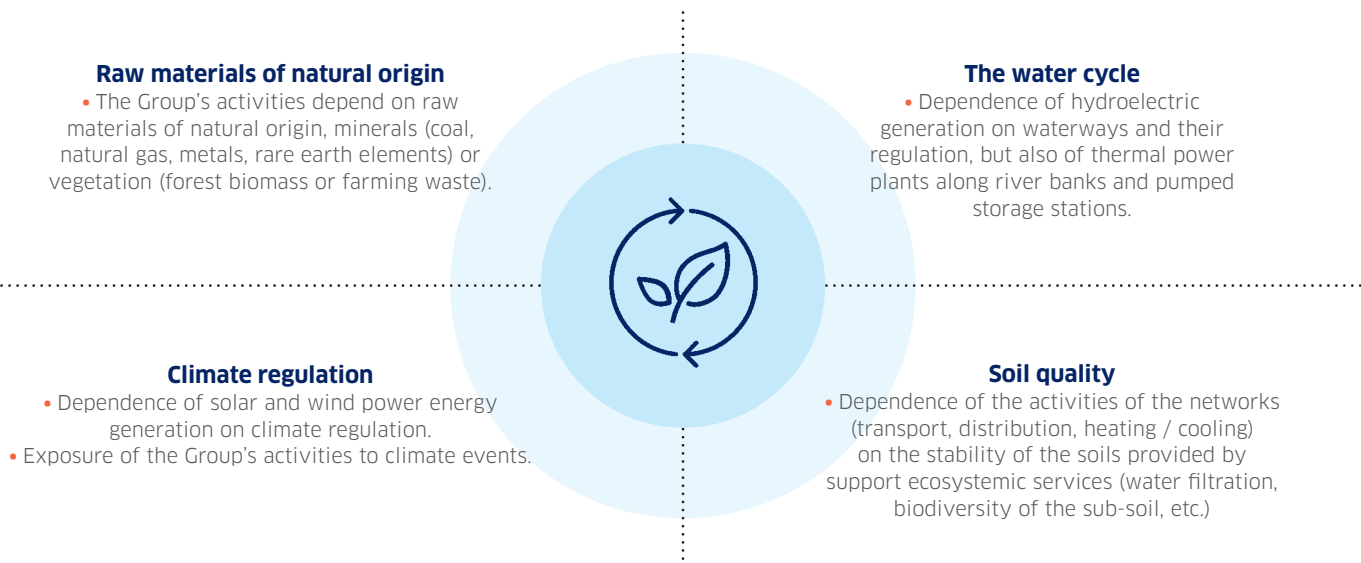 Raw materials of natural origin
• The Group's activities depend on raw
materials of natural origin, minerals (coal,
natural gas, metals, rare earth elements) or
vegetation (forest biomass or farming waste).
The water cycle
• Dependence of hydroelectric
generation on waterways and their
regulation, but also of thermal power
plants along river banks and pumped
storage stations.
Climate regulation
• Dependence of solar and wind power energy
generation on climate regulation.
• Exposure of the Group's activities to climate events.
Soil quality
• Dependence of the activities of the networks
(transport, distribution, heating / cooling)
on the stability of the soils provided by
support ecosystemic services (water filtration,
biodiversity of the sub-soil, etc.)